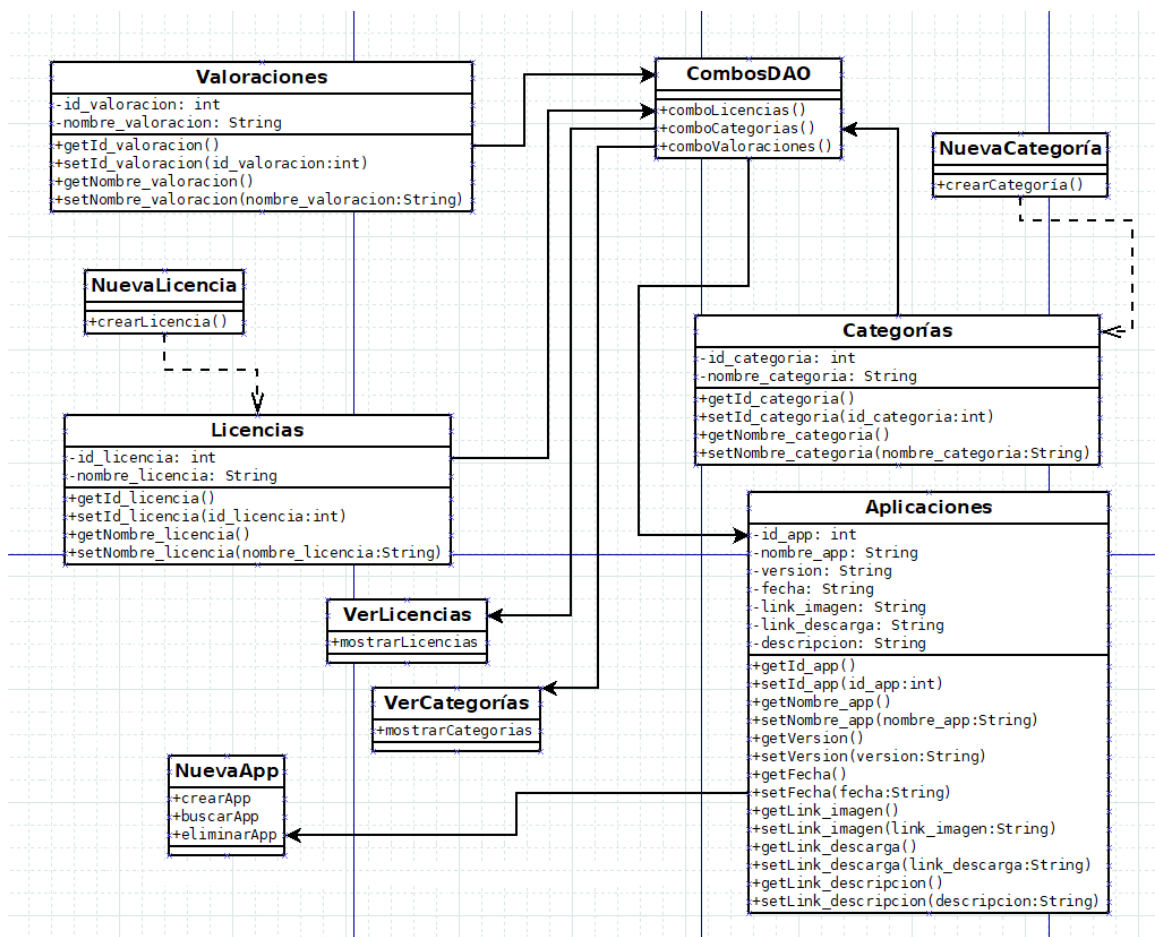 Valoraciones
-id_valoracion: int
-nombre_valoracion: String
+getId_valoracion()
+setId_valoracion(id_valoracion:int)
+getNombre_valoracion()
+setNombre_valoracion(nombre_valoracion:String)
CombosDAO
+comboLicencias()
+comboCategorias()
+comboValoraciones()
NuevaCategoría
+crearCategoría()
NuevaLicencia
+crearLicencia()
Categorías
-id_categoria: int
-nombre_categoria: String
+getId_categoria()
+setId_categoria(id_categoria:int)
+getNombre_categoria()
+setNombre_categoria(nombre_categoria:String)
Licencias
-id_licencia: int
-nombre_licencia: String
+getId_licencia()
+setId_licencia(id_licencia:int)
+getNombre_licencia()
+setNombre_licencia(nombre_licencia:String)
Aplicaciones
-id_app: int
-nombre_app: String
-version: String
-fecha: String
-link_imagen: String
-link_descarga: String
-descripcion: String
+getId_app()
+setId_app(id_app:int)
+getNombre_app()
+setNombre_app(nombre_app:String)
+getVersion()
+setVersion(version:String)
+getFecha()
+setFecha(fecha:String)
+getLink_imagen()
+setLink_imagen(link_imagen:String)
+getLink_descarga()
+setLink_descarga(link_descarga:String)
+getLink_descripcion()
+setLink_descripcion(descripcion:String)
VerLicencias
+mostrarLicencias
VerCategorías
+mostrarCategorias
NuevaApp
+crearApp
+buscarApp
+eliminarApp